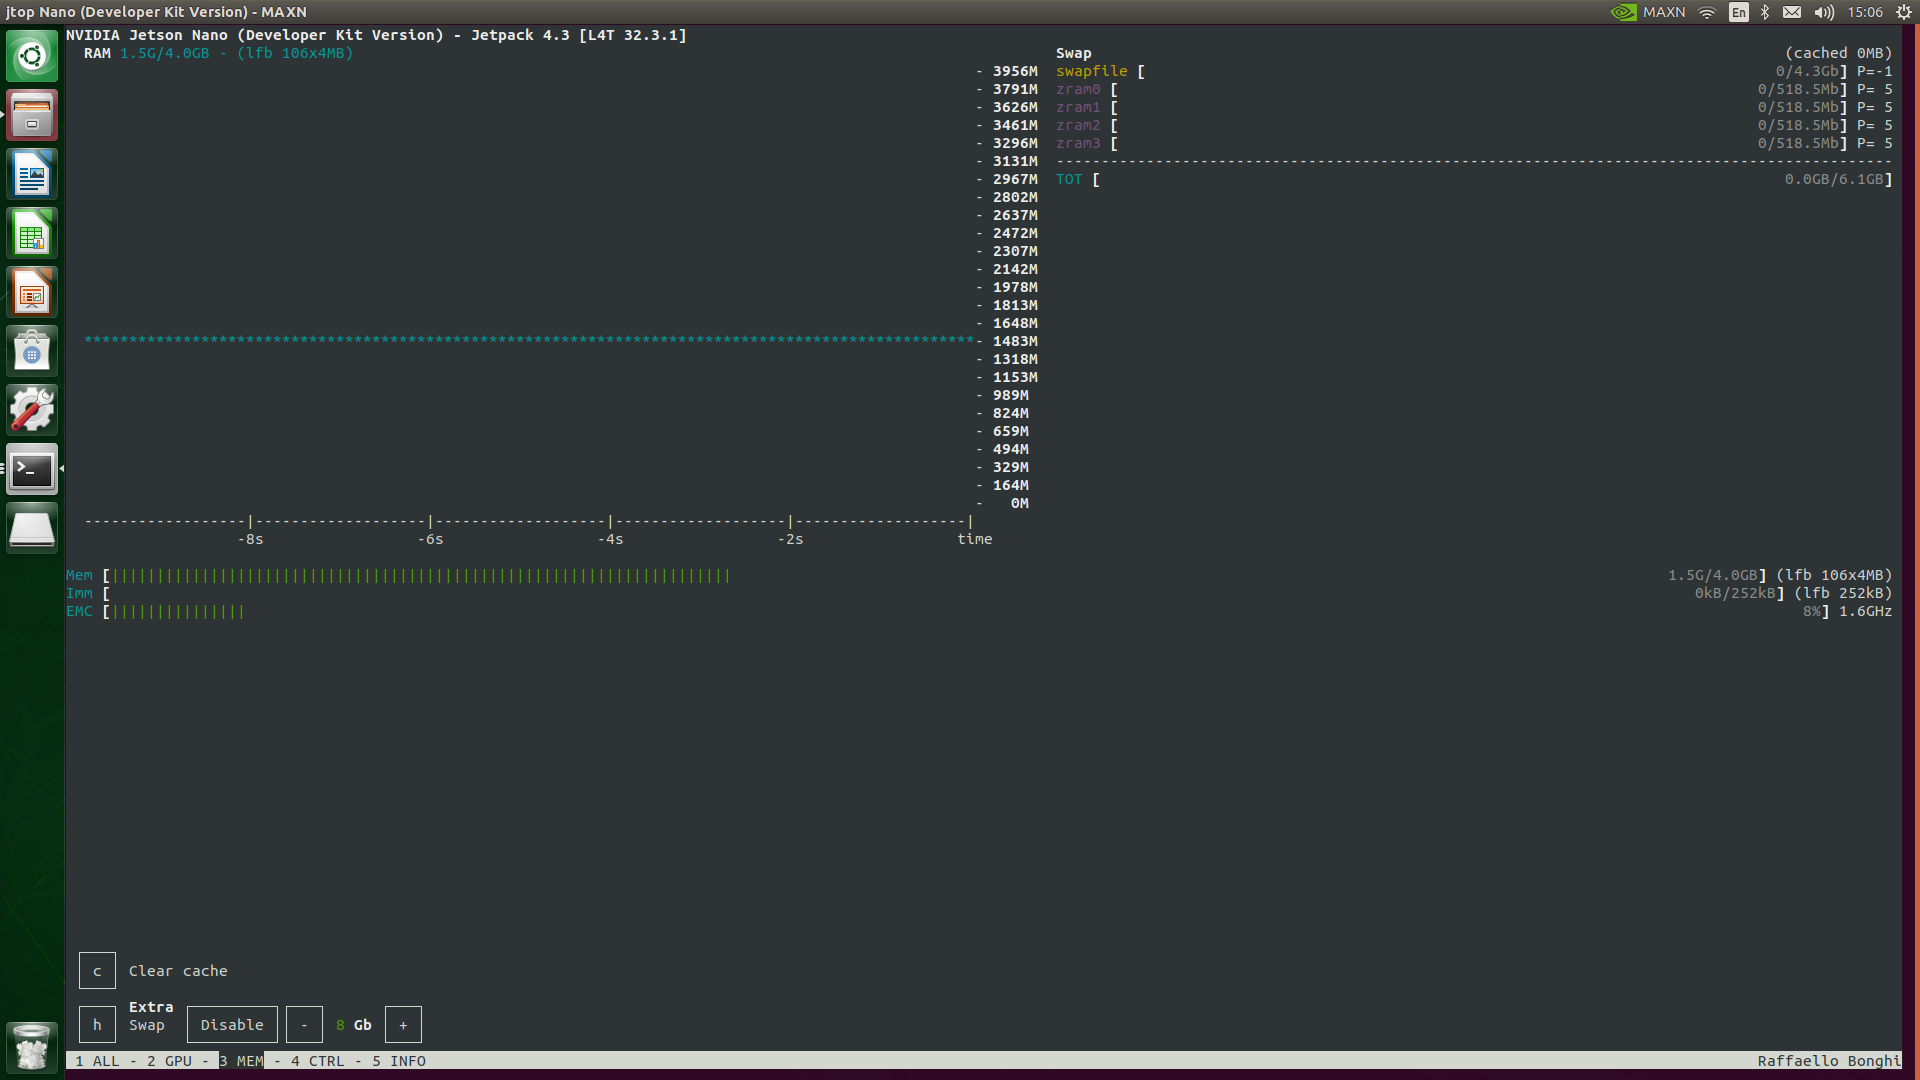 jtop Nano (Developer Kit Version) - MAXN
MAXN En 15:06
NVIDIA Jetson Nano (Developer Kit Version) - Jetpack 4.3 [L4T 32.3.1]
RAM 1.5G/4.0GB - (lfb 106x4MB)
- 3956M
- 3791M
- 3626M
- 3461M
- 3296M
- 3131M
- 2967M
- 2802M
- 2637M
- 2472M
- 2307M
- 2142M
- 1978M
- 1813M
- 1648M
- 1483M
- 1318M
- 1153M
- 989M
- 824M
- 659M
- 494M
- 329M
- 164M
- 0M
-8s -6s -4s -2s time
Swap (cached 0MB)
swapfile [ 0/4.3Gb] P=-1
zram0 [ 0/518.5Mb] P= 5
zram1 [ 0/518.5Mb] P= 5
zram2 [ 0/518.5Mb] P= 5
zram3 [ 0/518.5Mb] P= 5
TOT [ 0.0GB/6.1GB]
Mem [ 1.5G/4.0GB] (lfb 106x4MB)
Imm [ 0kB/252kB] (lfb 252kB)
EMC [ 8%] 1.6GHz
c Clear cache
Extra
h Swap Disable - 8 Gb +
1 ALL - 2 GPU - 3 MEM - 4 CTRL - 5 INFO Raffaello Bonghi